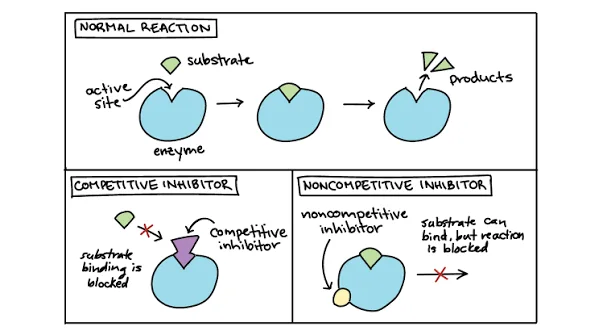 NORMAL REACTION
substrate
active
site
enzyme
products
COMPETITIVE INHIBITOR
competitive
inhibitor
substrate
binding is
blocked
NONCOMPETITIVE INHIBITOR
noncompetitive
inhibitor
substrate can
bind, but reaction
is blocked